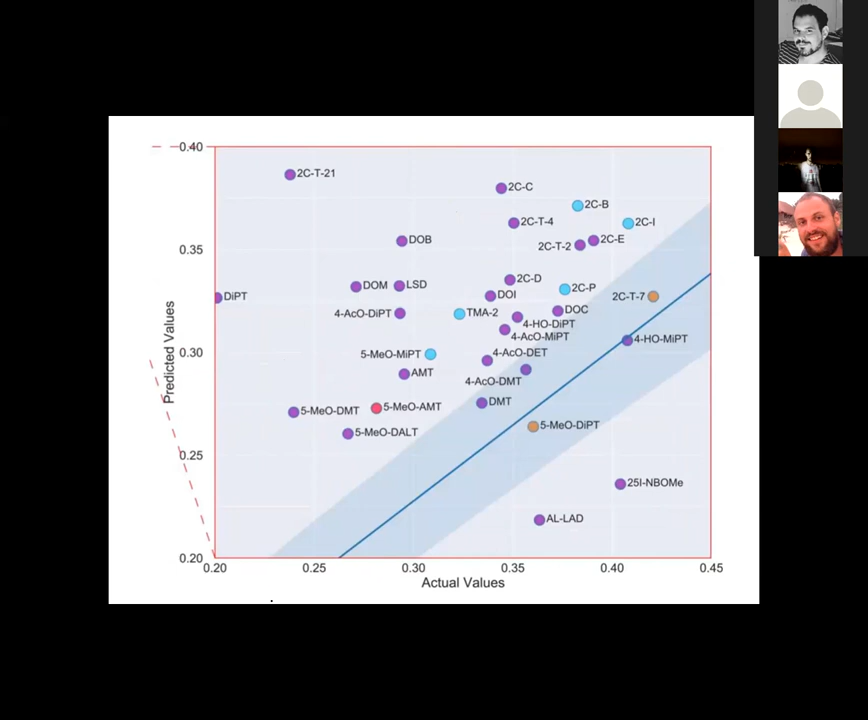 0.40
2C-T-21
2C-C
2C-B
2C-T-4
2C-I
DOB
2C-T-2
2C-E
0.35
DOM
LSD
2C-D
2C-P
DiPT
DOI
2C-T-7
4-AcO-DiPT
TMA-2
DOC
4-HO-DiPT
4-AcO-MiPT
4-HO-MiPT
0.30
5-MeO-MiPT
4-AcO-DET
AMT
4-AcO-DMT
5-MeO-DMT
5-MeO-AMT
DMT
5-MeO-DALT
5-MeO-DiPT
0.25
25I-NBOMe
AL-LAD
0.20
Predicted Values
0.20 0.25 0.30 0.35 0.40 0.45
Actual Values